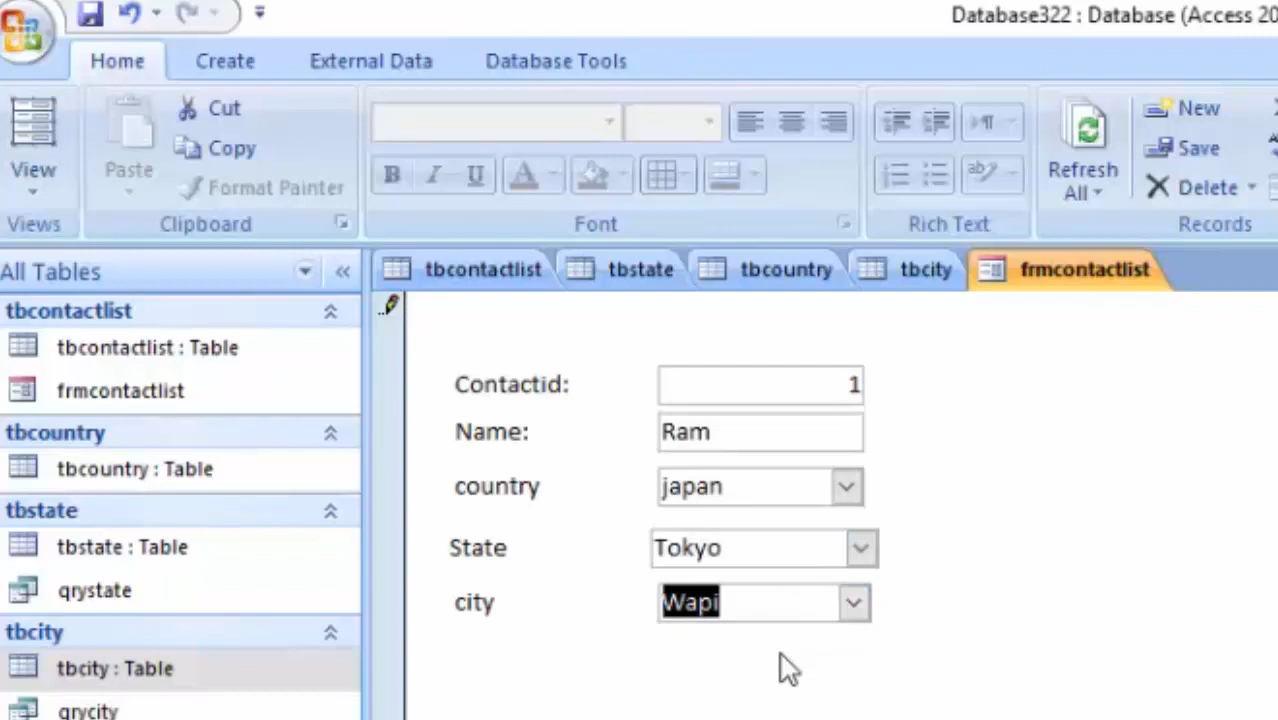 Database322 : Database (Access 20
Home Create External Data Database Tools
Cut
Copy
Format Painter
View Paste
B I U A
Refresh All
New
Save
Delete
Views Clipboard Font Rich Text Records
All Tables
tbcontactlist tbstate tbcountry tbcity frmcontactlist
tbcontactlist
tbcontactlist : Table
frmcontactlist
tbcountry
tbcountry : Table
tbstate
tbstate : Table
qrystate
tbcity
tbcity : Table
qrycity
Contactid: 1
Name: Ram
country japan
State Tokyo
city Wapi